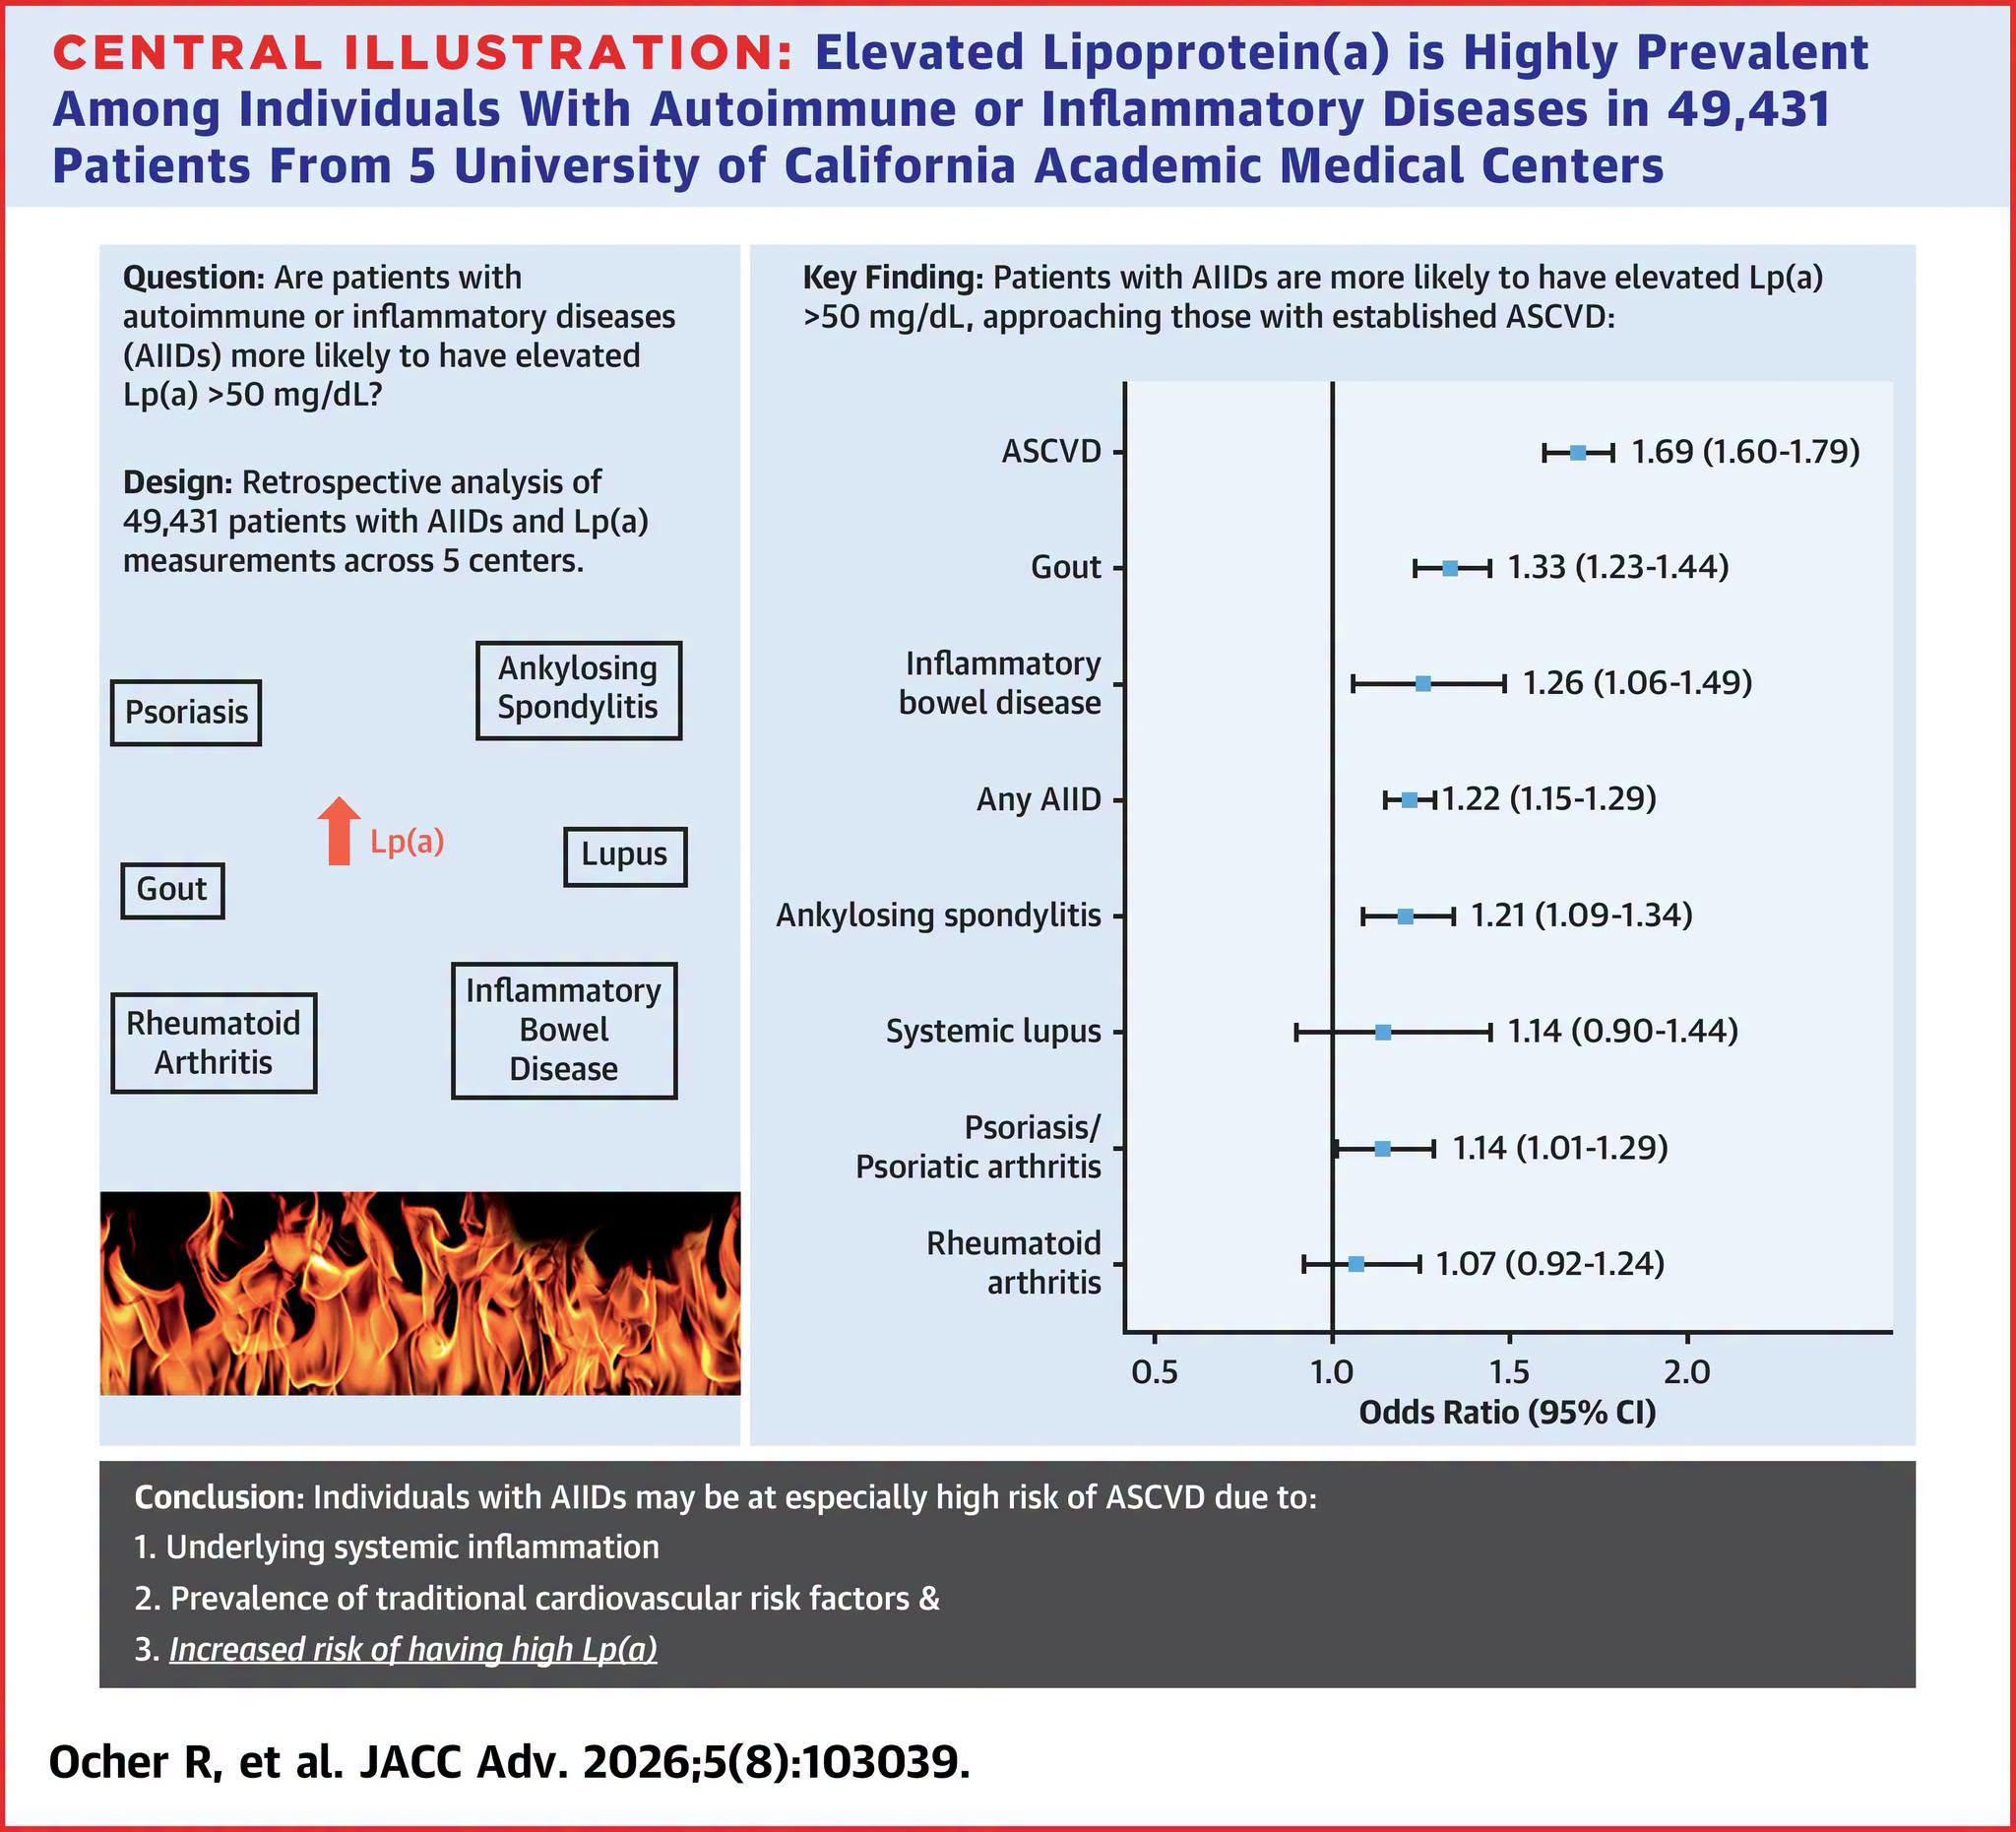 CENTRAL ILLUSTRATION: Elevated Lipoprotein(a) is Highly Prevalent
Among Individuals With Autoimmune or Inflammatory Diseases in 49,431
Patients From 5 University of California Academic Medical Centers
Question: Are patients with
autoimmune or inflammatory diseases
(AIIDs) more likely to have elevated
Lp(a) >50 mg/dL?
Design: Retrospective analysis of
49,431 patients with AIIDs and Lp(a)
measurements across 5 centers.
Psoriasis
Ankylosing
Spondylitis
Lp(a)
Lupus
Gout
Rheumatoid
Arthritis
Inflammatory
Bowel
Disease
Key Finding: Patients with AIIDs are more likely to have elevated Lp(a)
>50 mg/dL, approaching those with established ASCVD:
ASCVD 1.69 (1.60-1.79)
Gout 1.33 (1.23-1.44)
Inflammatory
bowel disease 1.26 (1.06-1.49)
Any AIID 1.22 (1.15-1.29)
Ankylosing spondylitis 1.21 (1.09-1.34)
Systemic lupus 1.14 (0.90-1.44)
Psoriasis/
Psoriatic arthritis 1.14 (1.01-1.29)
Rheumatoid
arthritis 1.07 (0.92-1.24)
0.5 1.0 1.5 2.0
Odds Ratio (95% CI)
Conclusion: Individuals with AIIDs may be at especially high risk of ASCVD due to:
1. Underlying systemic inflammation
2. Prevalence of traditional cardiovascular risk factors &
3. Increased risk of having high Lp(a)
Ocher R, et al. JACC Adv. 2026;5(8):103039.